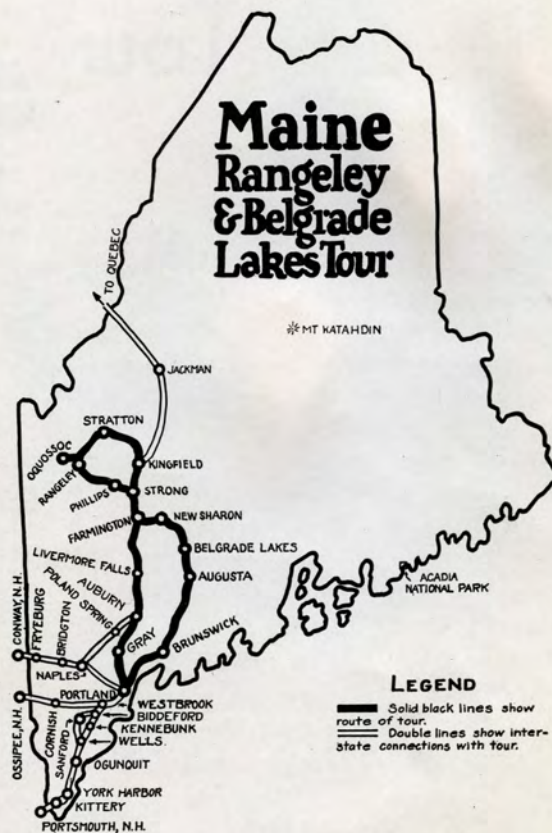 Maine
Rangeley
& Belgrade
Lakes Tour
TO QUEBEC
MT KATAHDIN
JACKMAN
STRATTON
OQUOSSOC
RANGELEY
KINGFIELD
PHILLIPS
STRONG
FARMINGTON
NEW SHARON
LIVERMORE FALLS
BELGRADE LAKES
AUBURN
AUGUSTA
POLAND SPRING
ACADIA
NATIONAL PARK
CONWAY, N.H.
FRYEBURG
BRIDGTON
NAPLES
GRAY
BRUNSWICK
PORTLAND
OSSIPEE, N.H.
CORNISH
SANFORD
WESTBROOK
BIDDEFORD
KENNEBUNK
WELLS
OGUNQUIT
YORK HARBOR
KITTERY
PORTSMOUTH, N.H.
LEGEND
Solid black lines show
route of tour.
Double lines show inter-
state connections with tour.